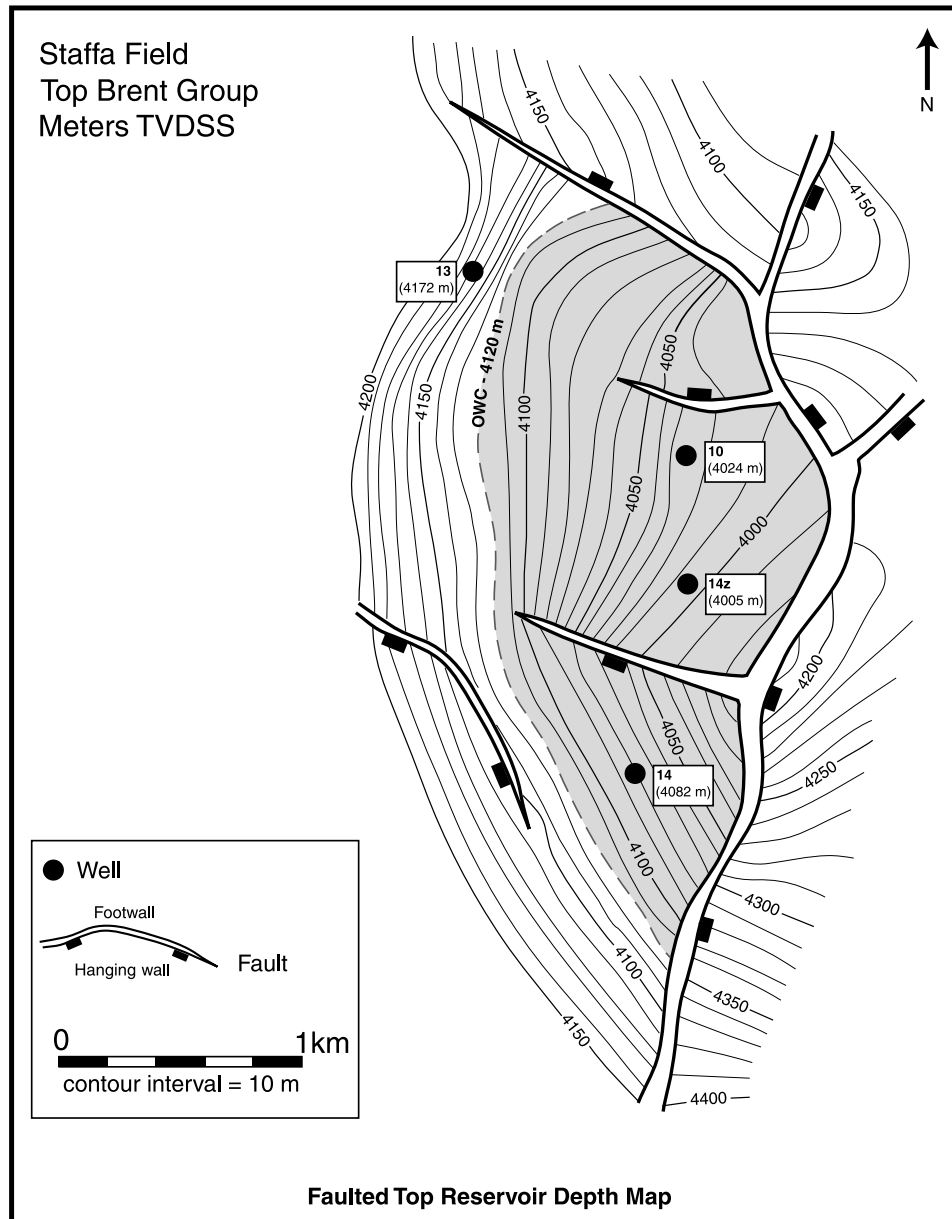 Staffa Field
Top Brent Group
Meters TVDSS
N
4150
4100
4150
13
(4172 m)
4200
4150
OWC - 4120 m
4100
4050
10
(4024 m)
4050
4000
14z
(4005 m)
4200
4050
14
(4082 m)
4250
4100
4300
4100
4350
4150
4400
Well
Footwall
Hanging wall
Fault
0 1km
contour interval = 10 m
Faulted Top Reservoir Depth Map